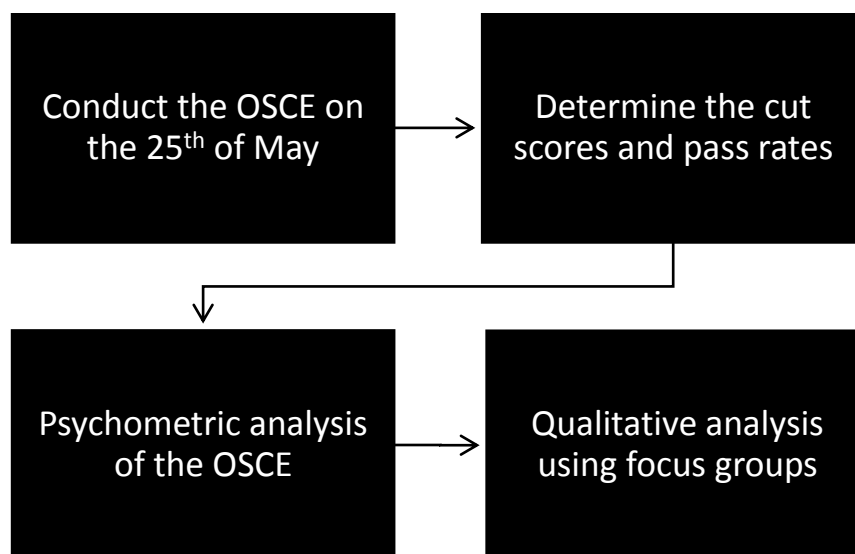 Conduct the OSCE on
the 25th of May
Determine the cut
scores and pass rates
Psychometric analysis
of the OSCE
Qualitative analysis
using focus groups